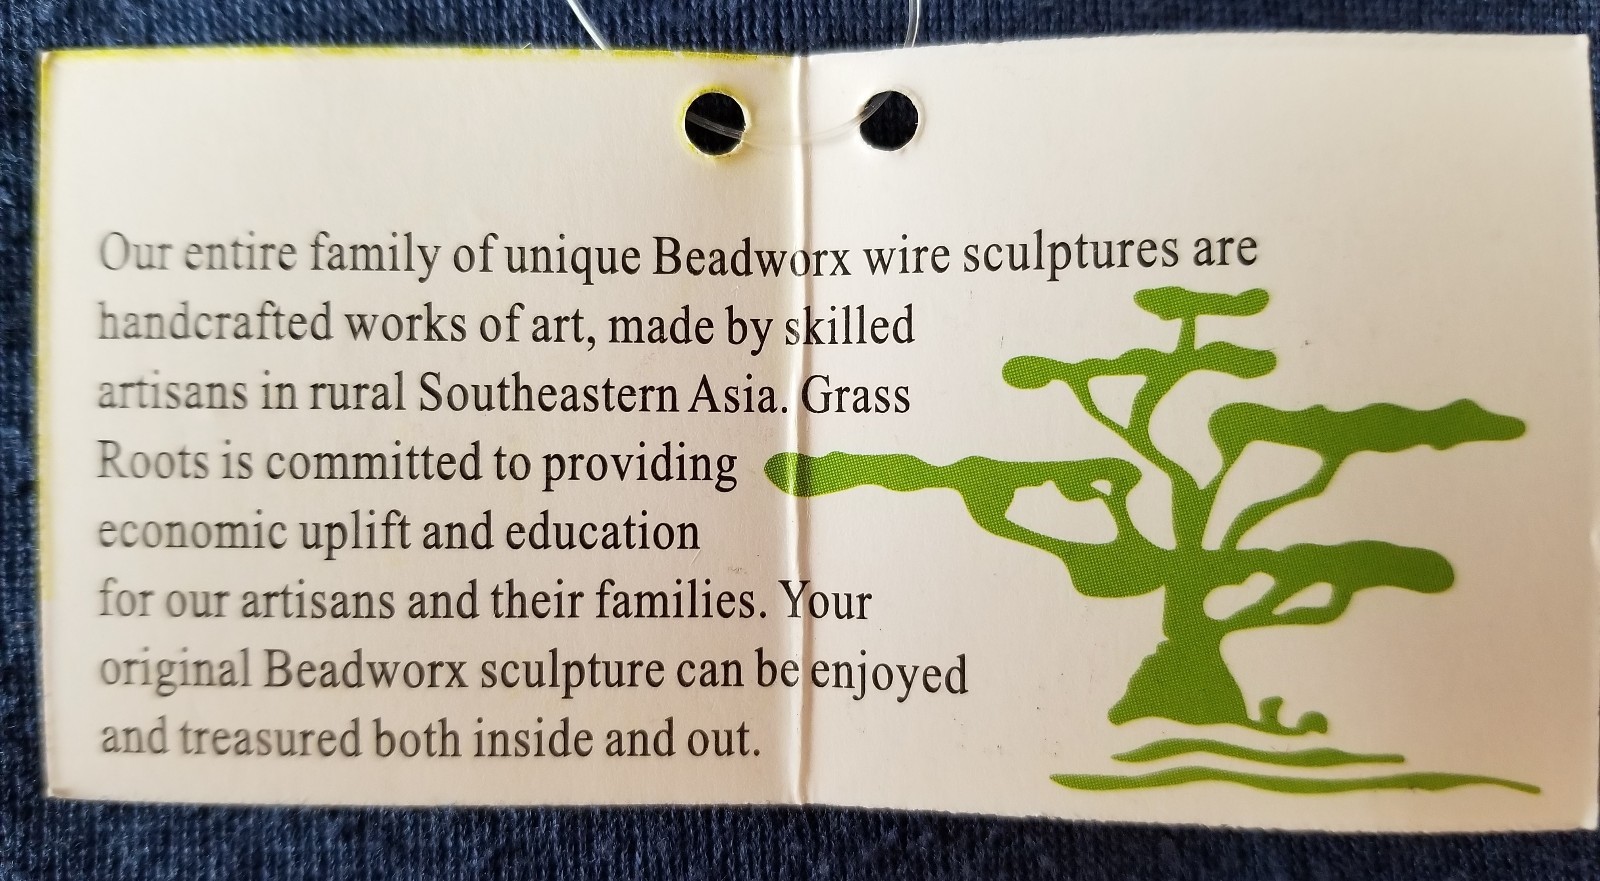 Our entire family of unique Beadworx wire sculptures are
handcrafted works of art, made by skilled
artisans in rural Southeastern Asia. Grass
Roots is committed to providing
economic uplift and education
for our artisans and their families. Your
original Beadworx sculpture can be enjoyed
and treasured both inside and out.